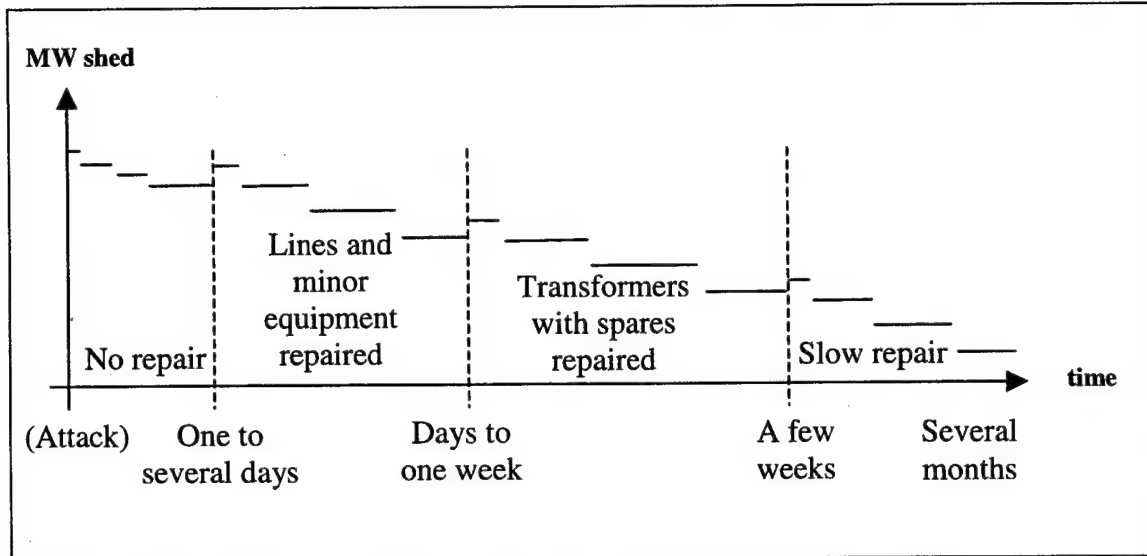 MW shed
Lines and
minor
equipment
repaired
Transformers
with spares
repaired
No repair
Slow repair
time
(Attack)
One to
several days
Days to
one week
A few
weeks
Several
months